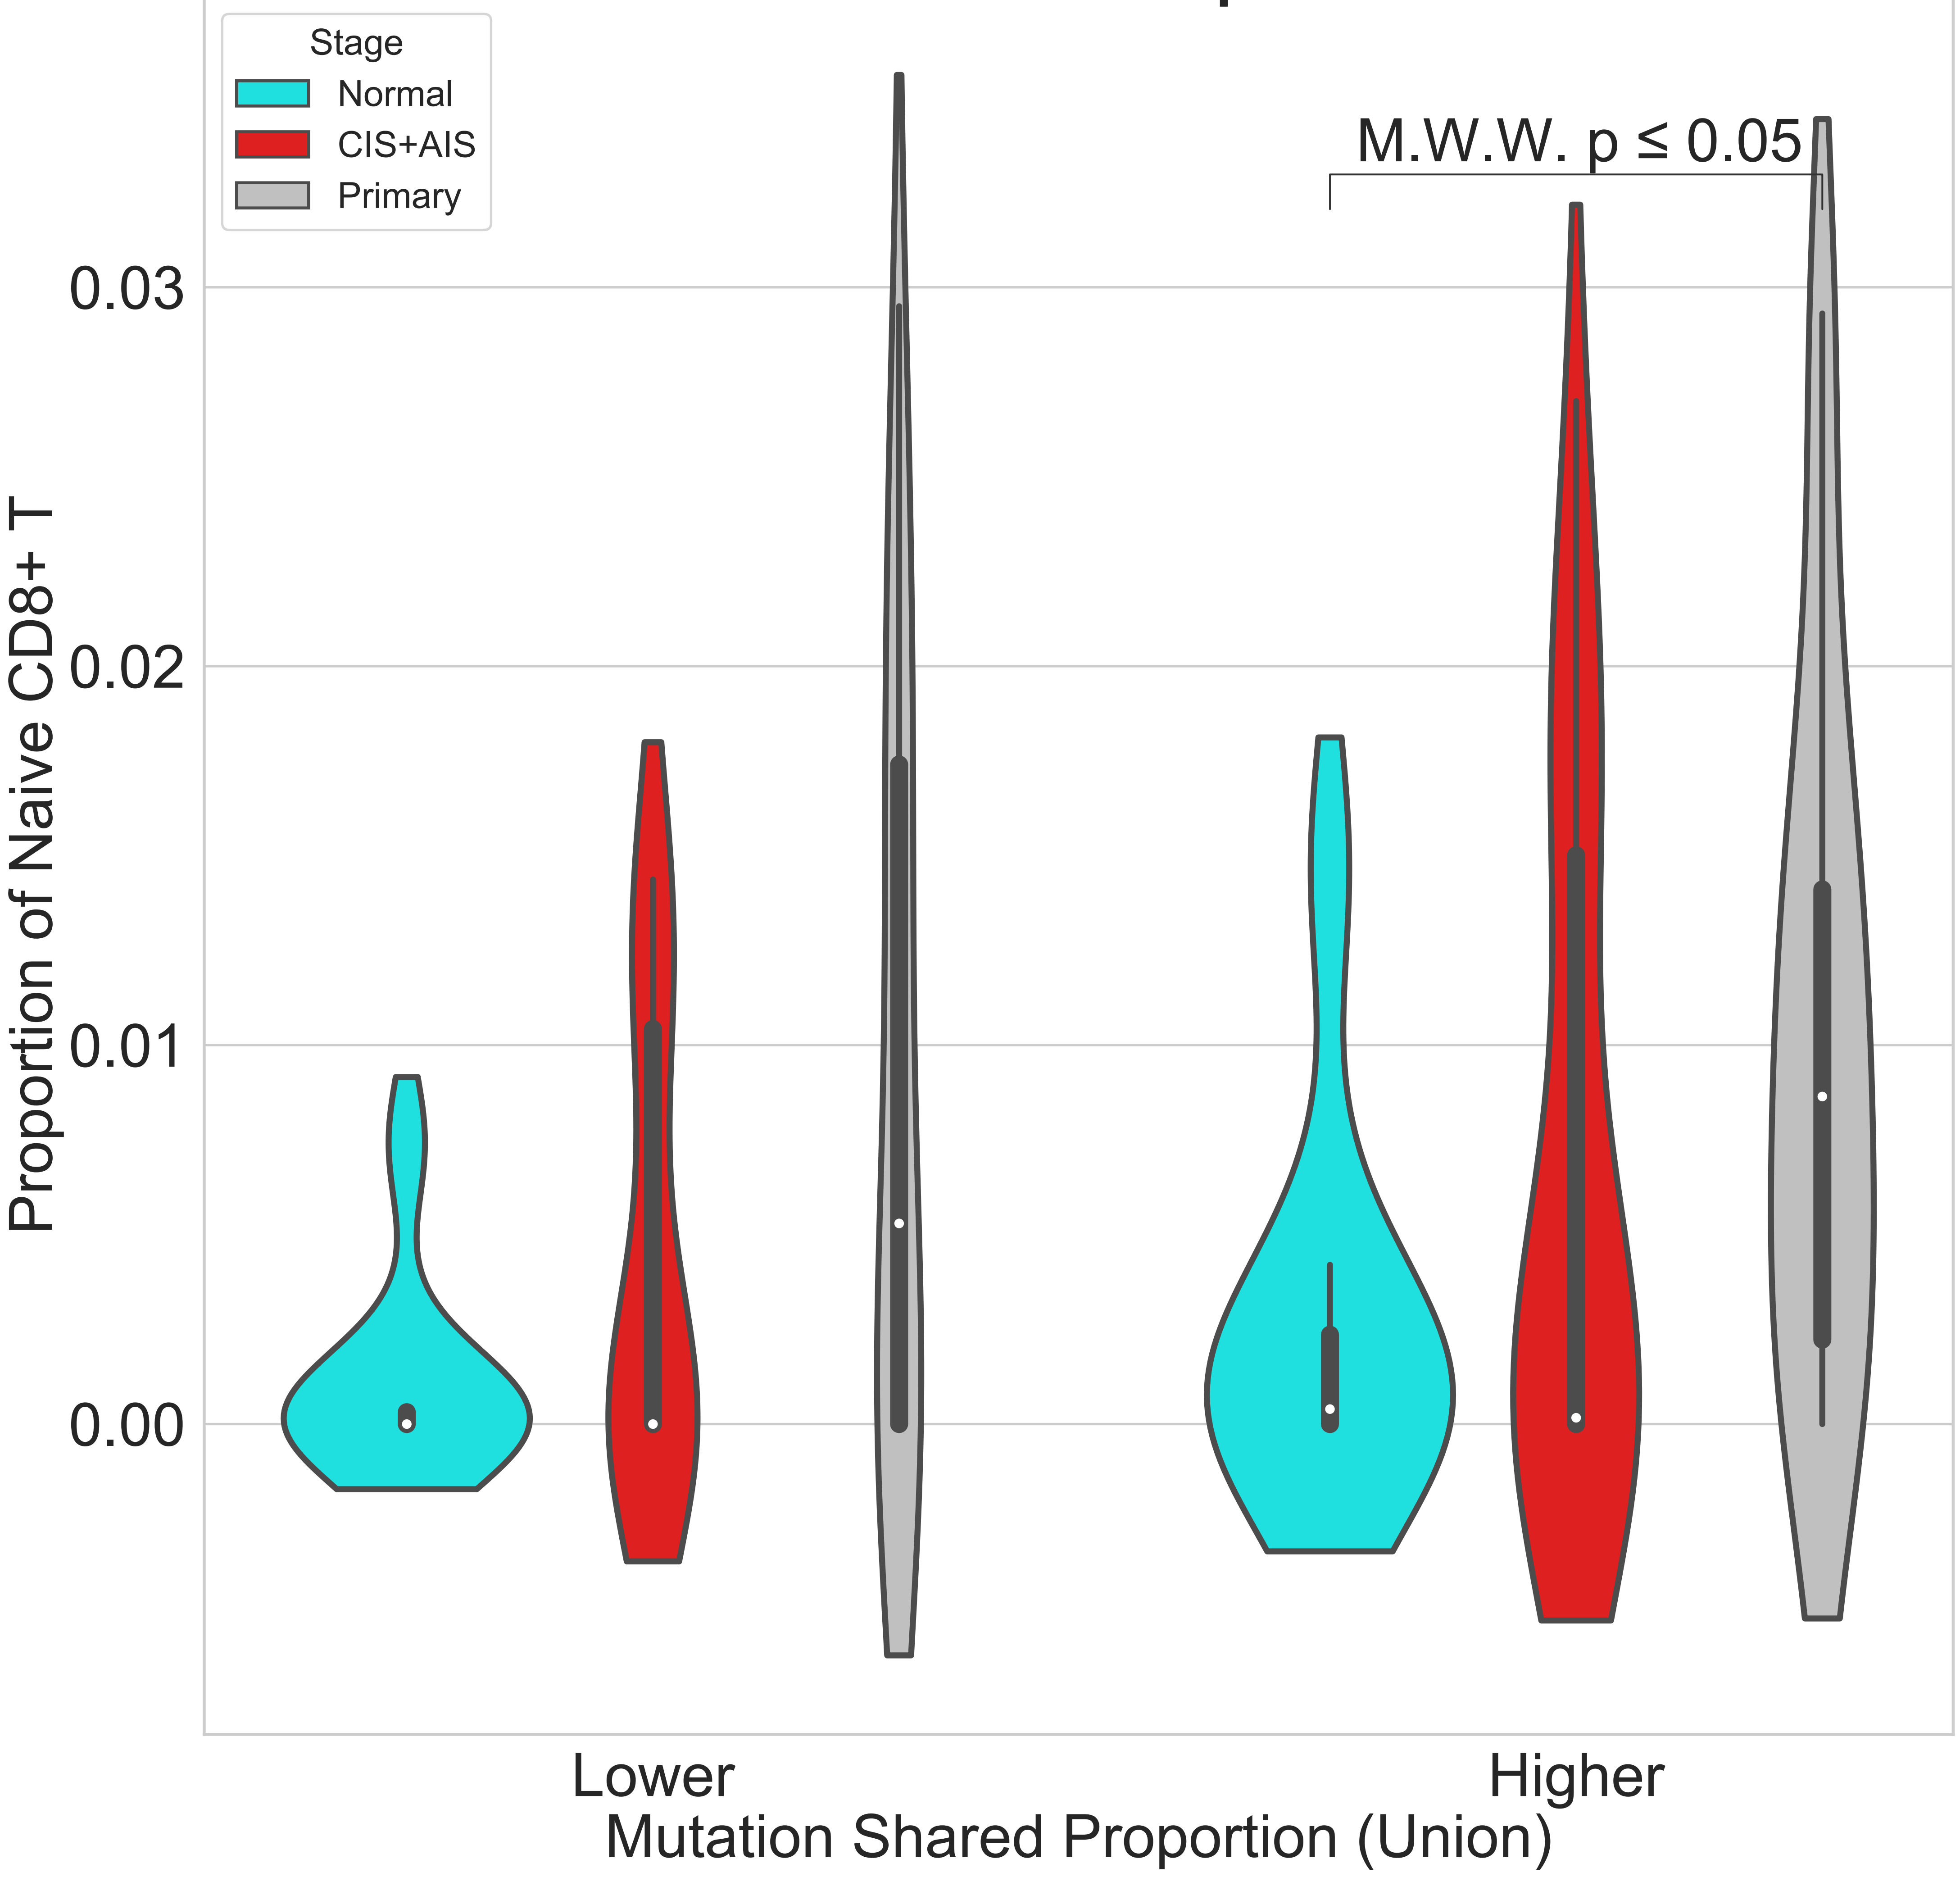 Stage
Normal
CIS+AIS
Primary
M.W.W. p ≤ 0.05
Proportion of Naive CD8+ T
0.03
0.02
0.01
0.00
Lower
Higher
Mutation Shared Proportion (Union)